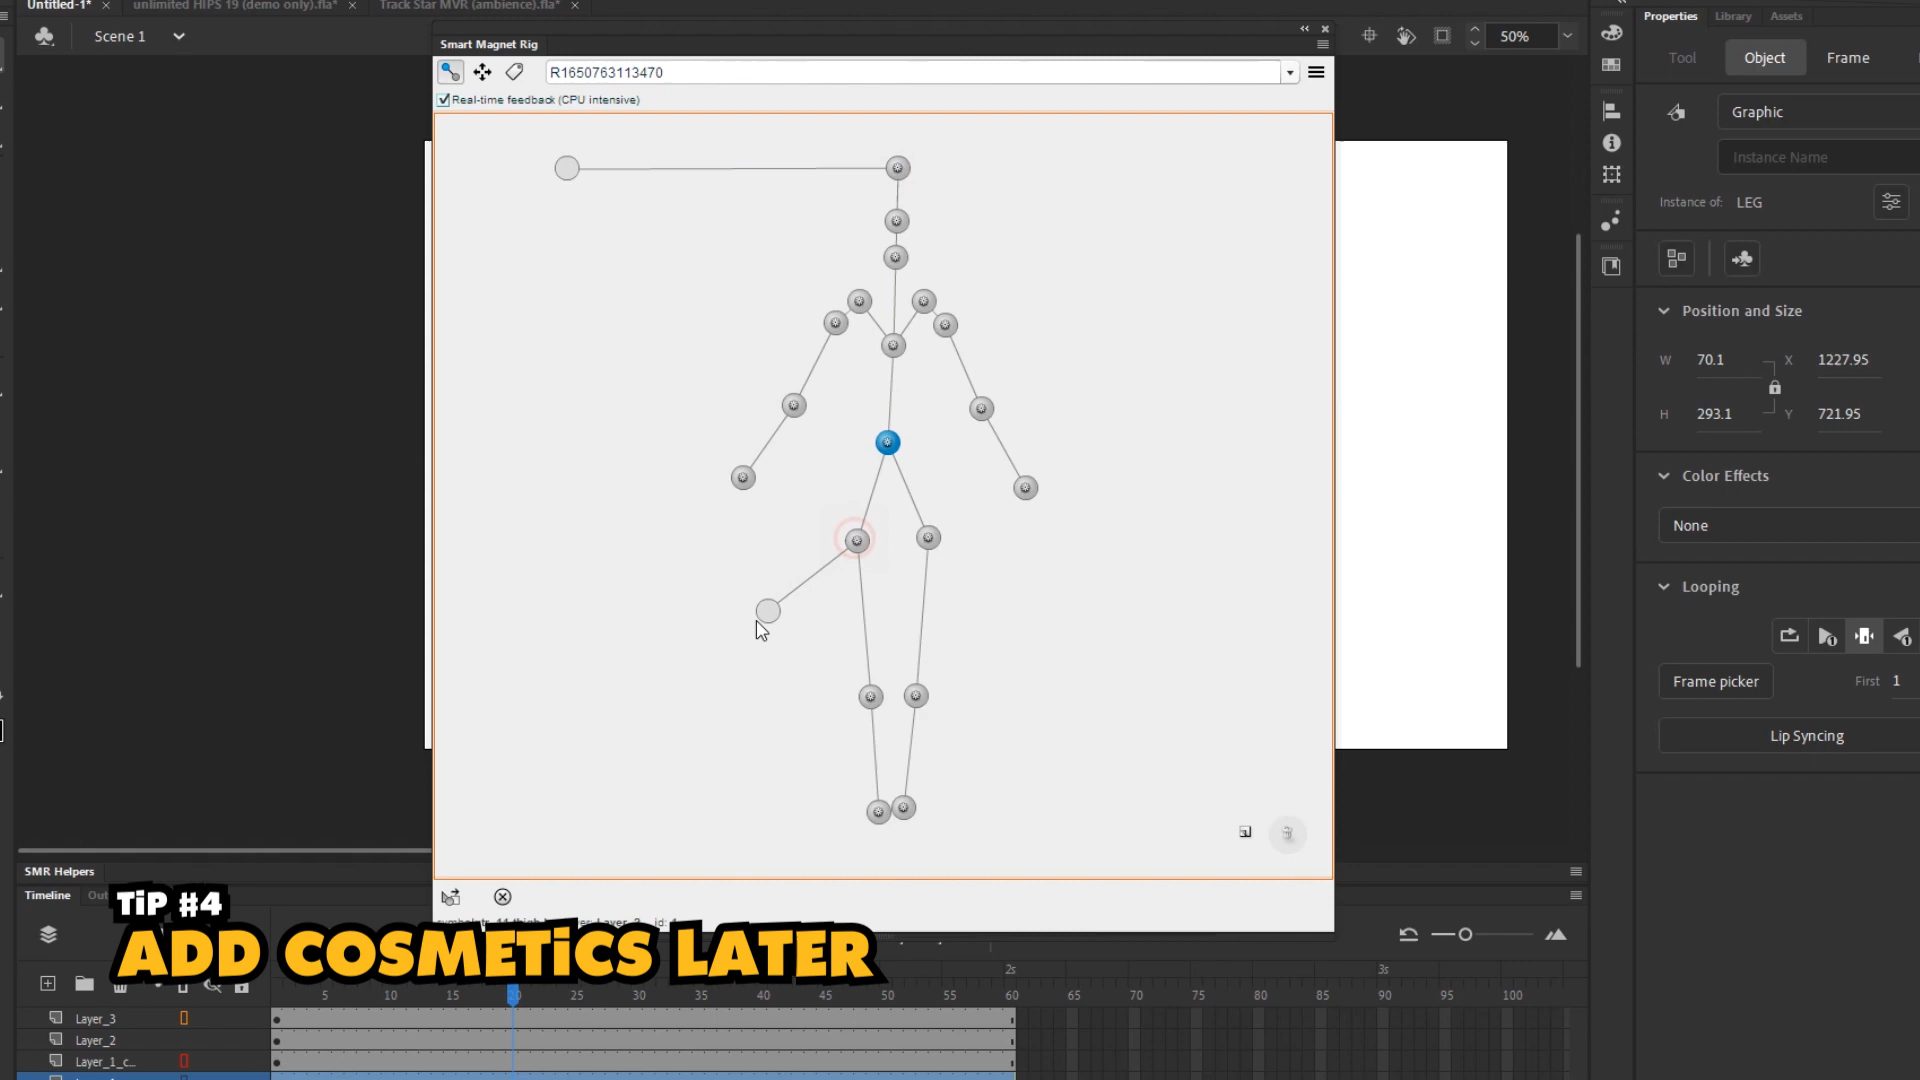 Untitled-1*
unlimited HIPS 19 (demo only).fla*
Track Star MVR (ambience).fla*
Scene 1
Smart Magnet Rig
R1650763113470
Real-time feedback (CPU intensive)
50%
Properties
Library
Assets
Tool
Object
Frame
Graphic
Instance Name
Instance of:
LEG
Position and Size
W
70.1
X
1227.95
H
293.1
Y
721.95
Color Effects
None
Looping
Frame picker
First
1
Lip Syncing
SMR Helpers
Timeline
Out
TiP #4
ADD COSMETiCS LATER
2s
3s
5
10
15
20
25
30
35
40
45
50
55
60
65
70
75
80
85
90
95
100
Layer_3
Layer_2
Layer_1_c...